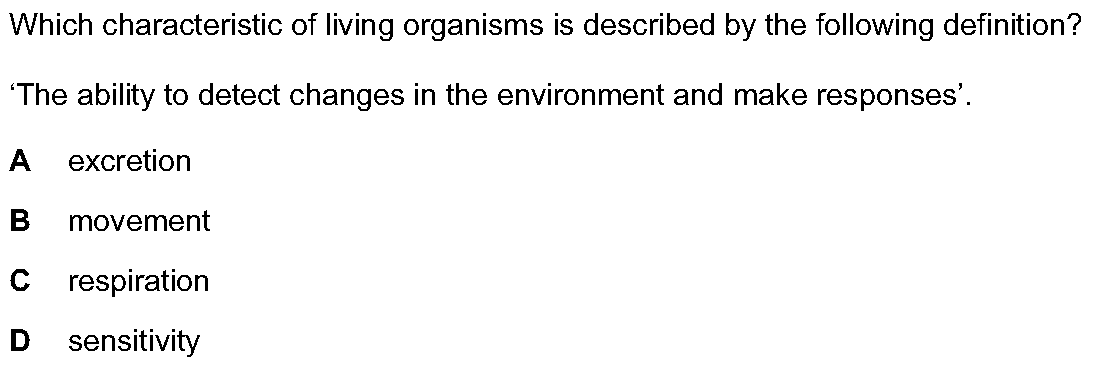 Which characteristic of living organisms is described by the following definition?
‘The ability to detect changes in the environment and make responses’.
A excretion
B movement
C respiration
D sensitivity